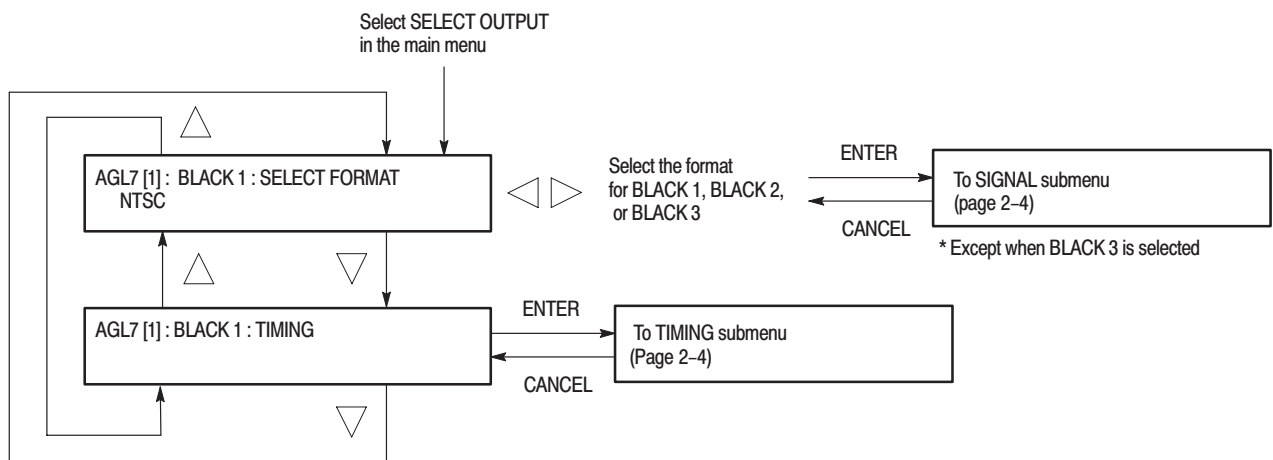 Select SELECT OUTPUT
in the main menu
AGL7 [1] : BLACK 1 : SELECT FORMAT
NTSC
Select the format
for BLACK 1, BLACK 2,
or BLACK 3
ENTER
CANCEL
To SIGNAL submenu
(page 2–4)
* Except when BLACK 3 is selected
AGL7 [1] : BLACK 1 : TIMING
ENTER
CANCEL
To TIMING submenu
(Page 2–4)